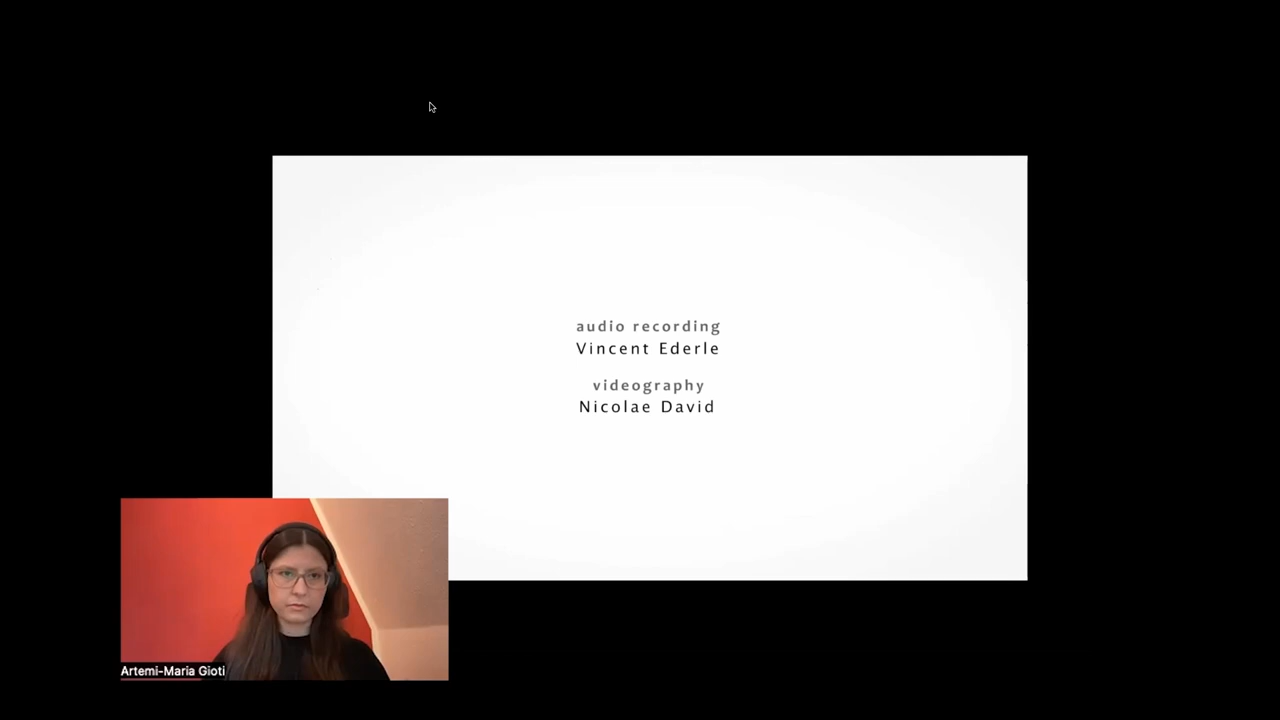 audio recording
Vincent Ederle
videography
Nicolae David
Artemi-Maria Gioti